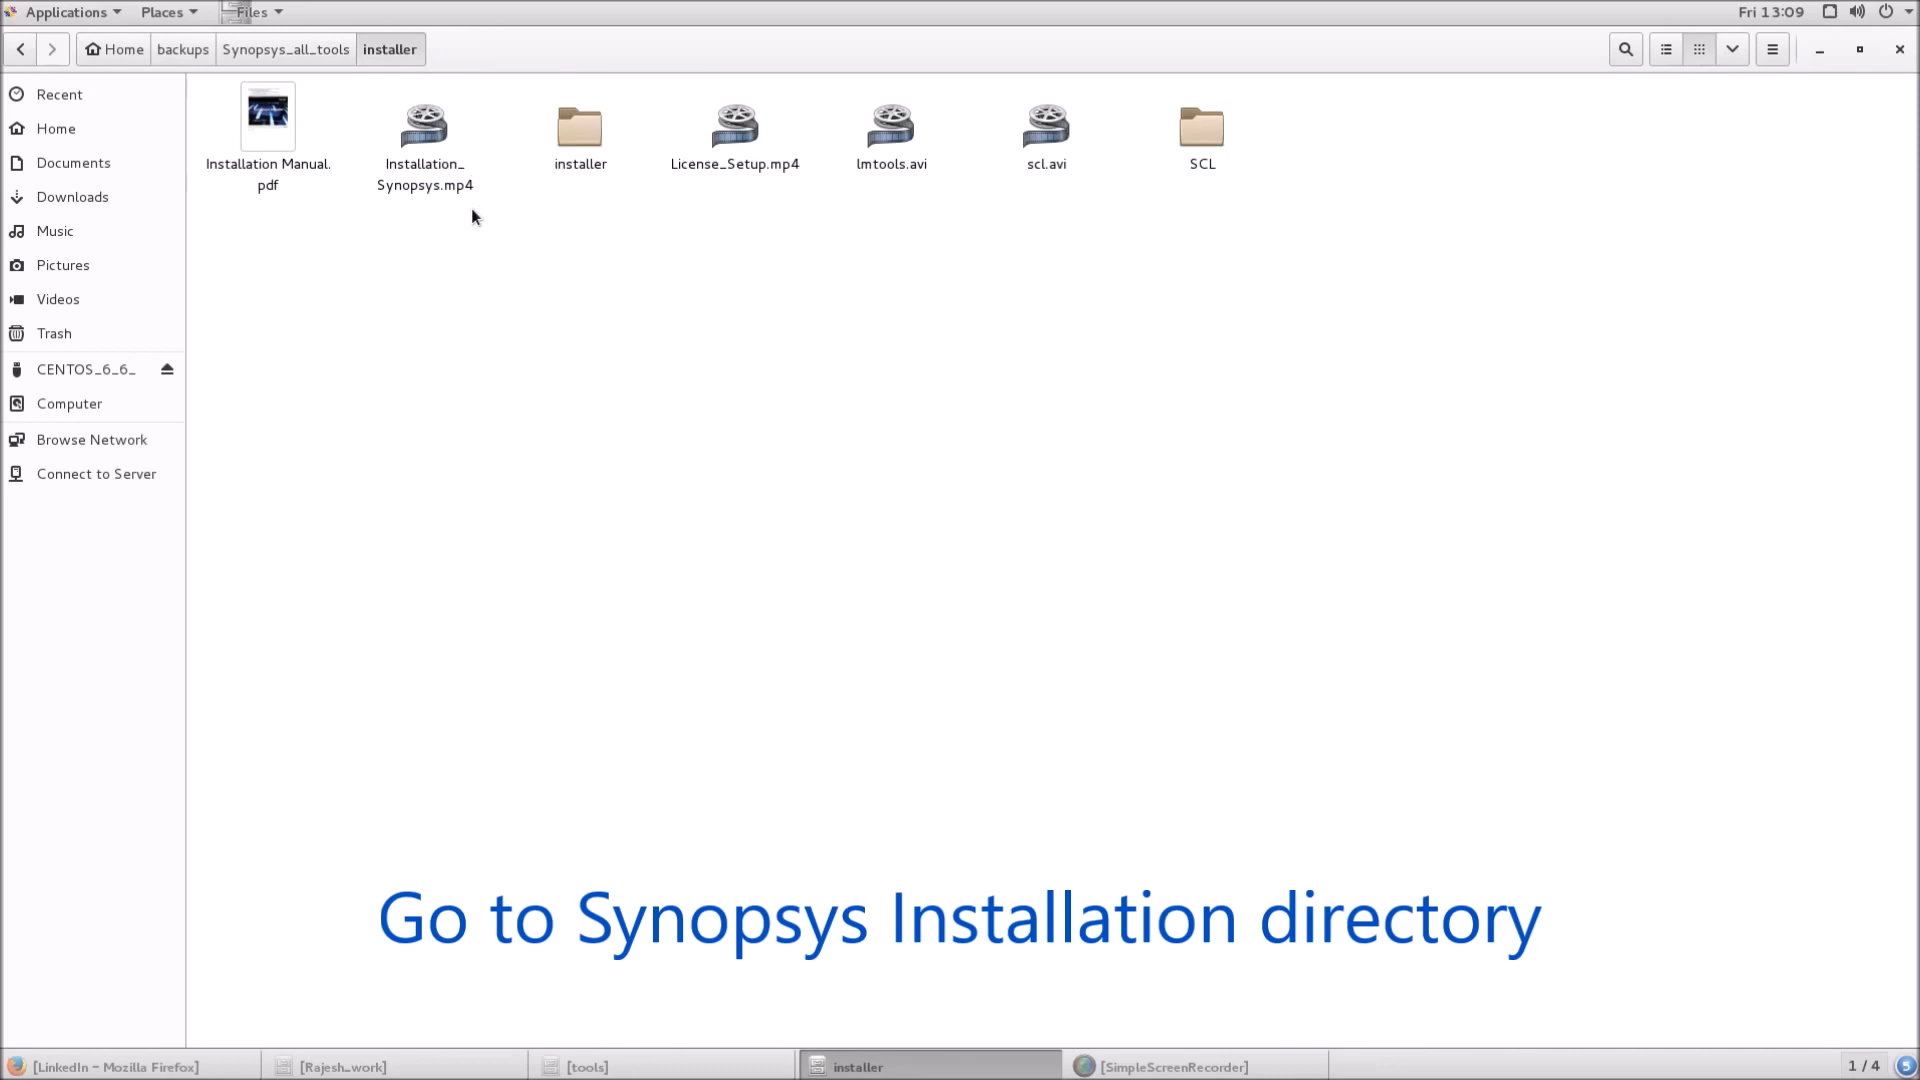 Applications Places Files Fri 13:09
Home backups Synopsys_all_tools installer
Recent
Home
Documents
Downloads
Music
Pictures
Videos
Trash
CENTOS_6_6_
Computer
Browse Network
Connect to Server
Installation Manual.
pdf
Installation_
Synopsys.mp4
installer
License_Setup.mp4
lmtools.avi
scl.avi
SCL
Go to Synopsys Installation directory
[LinkedIn - Mozilla Firefox] [Rajesh_work] [tools] installer [SimpleScreenRecorder] 1 / 4 5